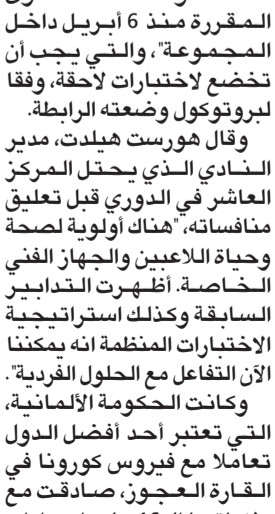 المقررة منذ 6 أبريل داخل
المجموعة"، والتي يجب أن
تخضع لاختبارات لاحقة، وفقا
لبروتوكول وضعته الرابطة.
وقال هورست هيلدت، مدير
النادي الذي يحتل المركز
العاشر في الدوري قبل تعليق
منافساته، "هناك أولوية لصحة
وحياة اللاعبين والجهاز الفني
الخاصة. أظهرت التدابير
السابقة وكذلك استراتيجية
الاختبارات المنظمة انه يمكننا
الآن التفاعل مع الحلول الفردية".
وكانت الحكومة الألمانية،
التي تعتبر أحد أفضل الدول
تعاملا مع فيروس كورونا في
القارة العجوز، صادقت مع